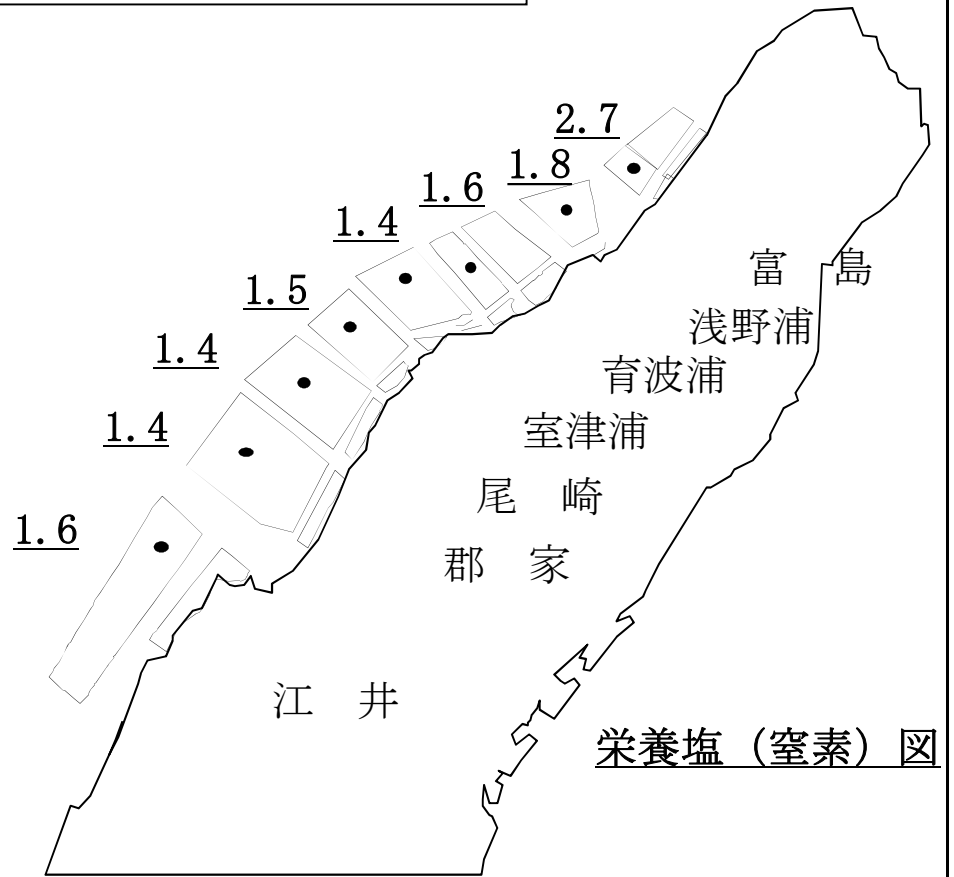 2.7
1.8
1.6
1.4
1.5
1.4
1.4
1.6
富 島
浅野浦
育波浦
室津浦
尾 崎
郡 家
江 井
栄養塩（窒素）図